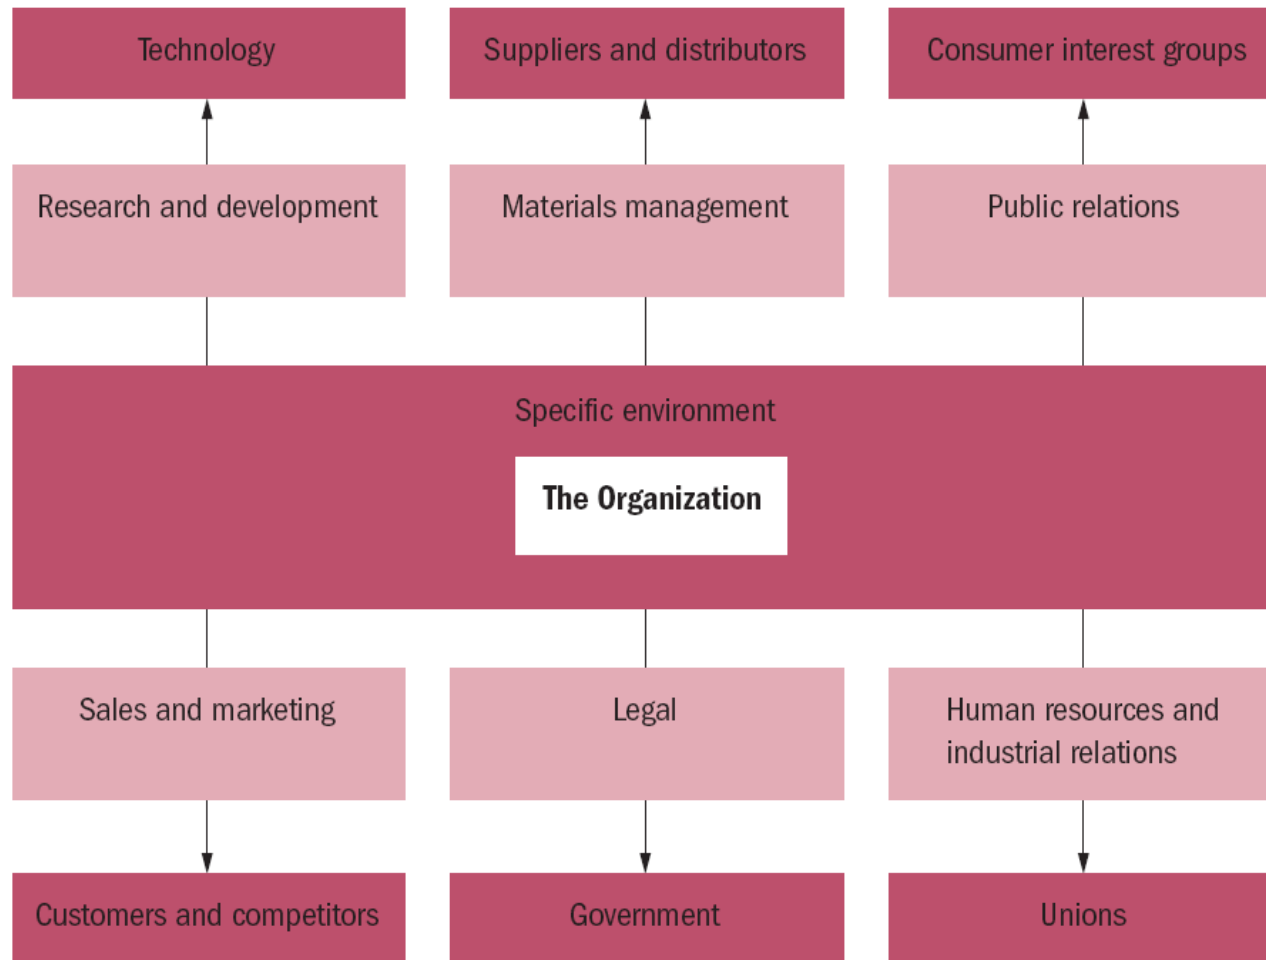 Technology
Suppliers and distributors
Consumer interest groups
Research and development
Materials management
Public relations
Specific environment
The Organization
Sales and marketing
Legal
Human resources and
industrial relations
Customers and competitors
Government
Unions